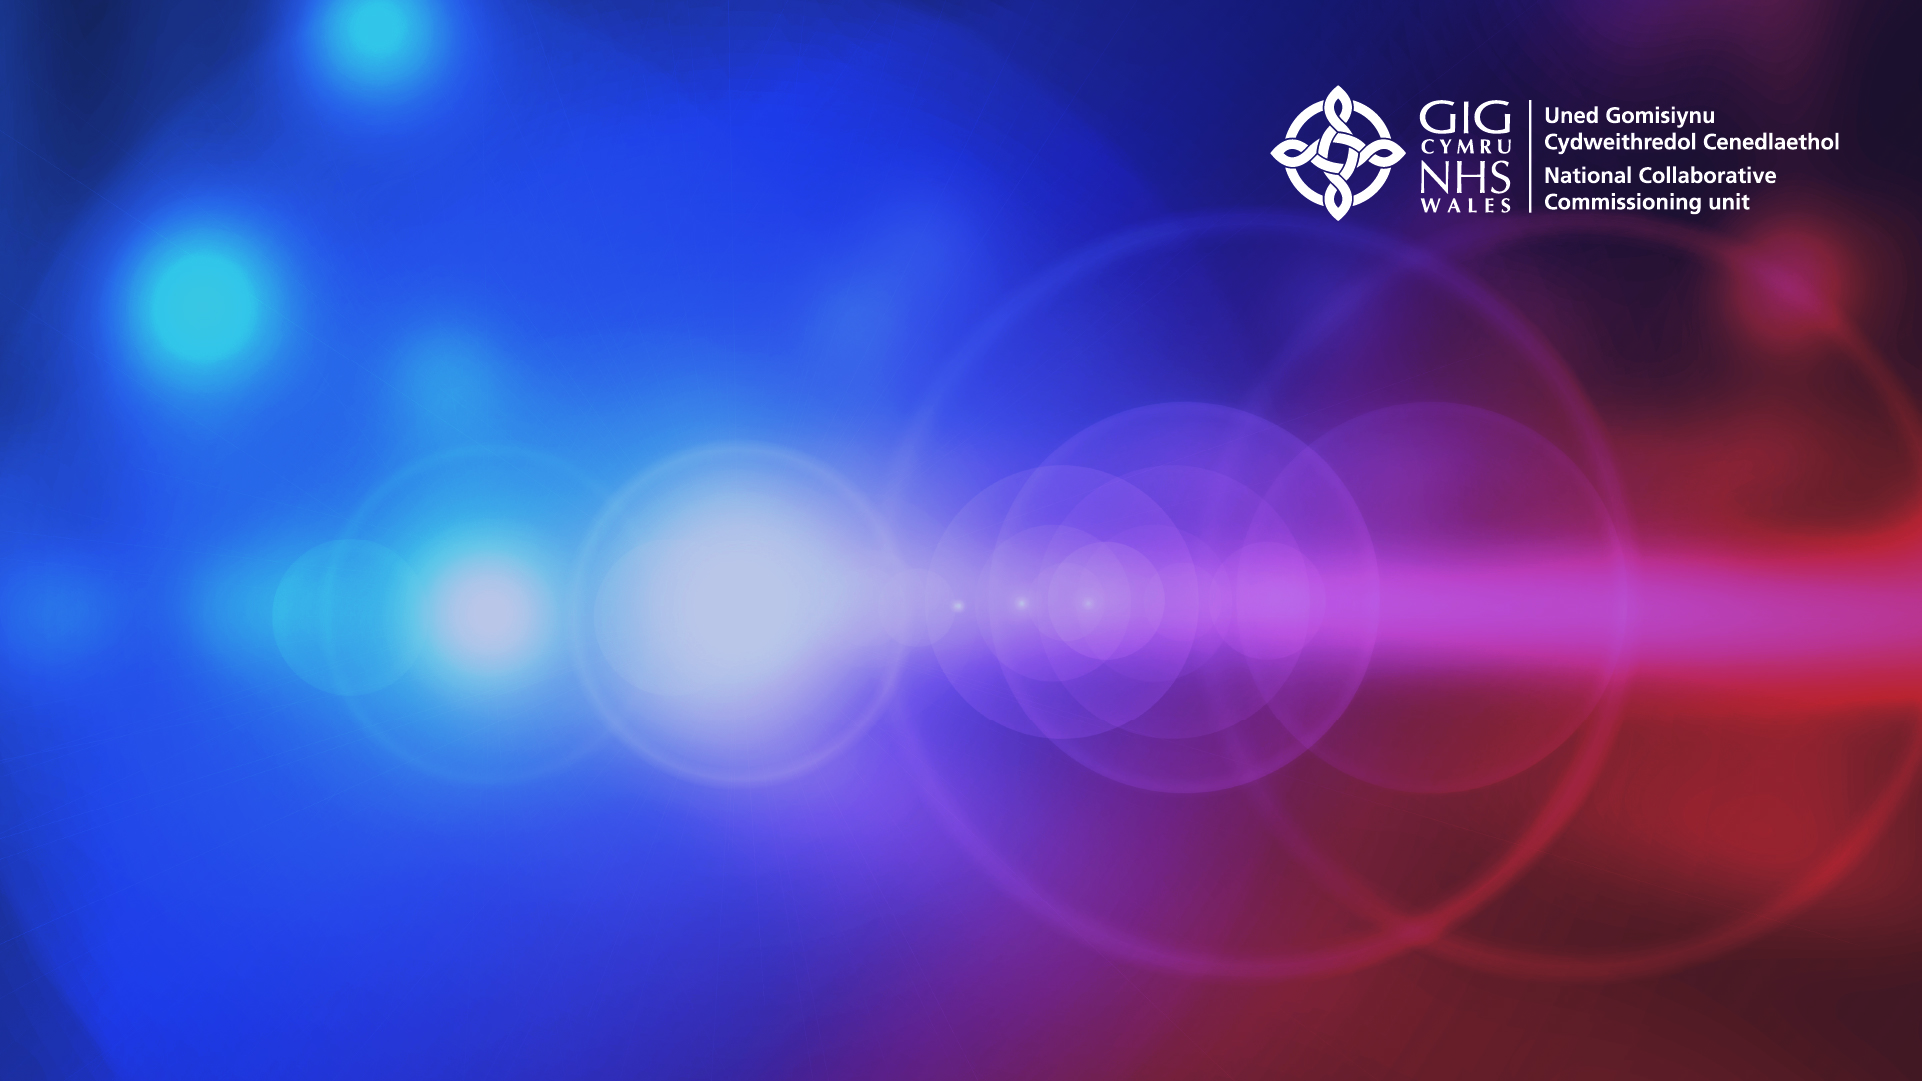 GIG
CYMRU
NHS
WALES
Uned Gomisiynu
Cydweithredol Cenedlaethol
National Collaborative
Commissioning unit